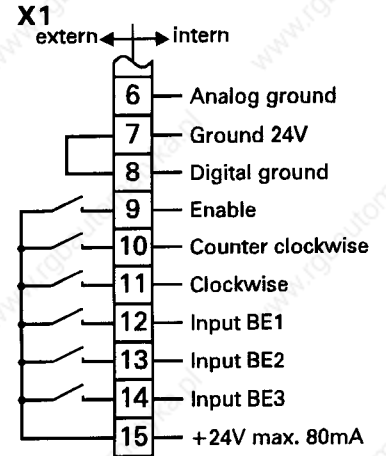 X1
extern intern
6 Analog ground
7 Ground 24V
8 Digital ground
9 Enable
10 Counter clockwise
11 Clockwise
12 Input BE1
13 Input BE2
14 Input BE3
15 +24V max. 80mA